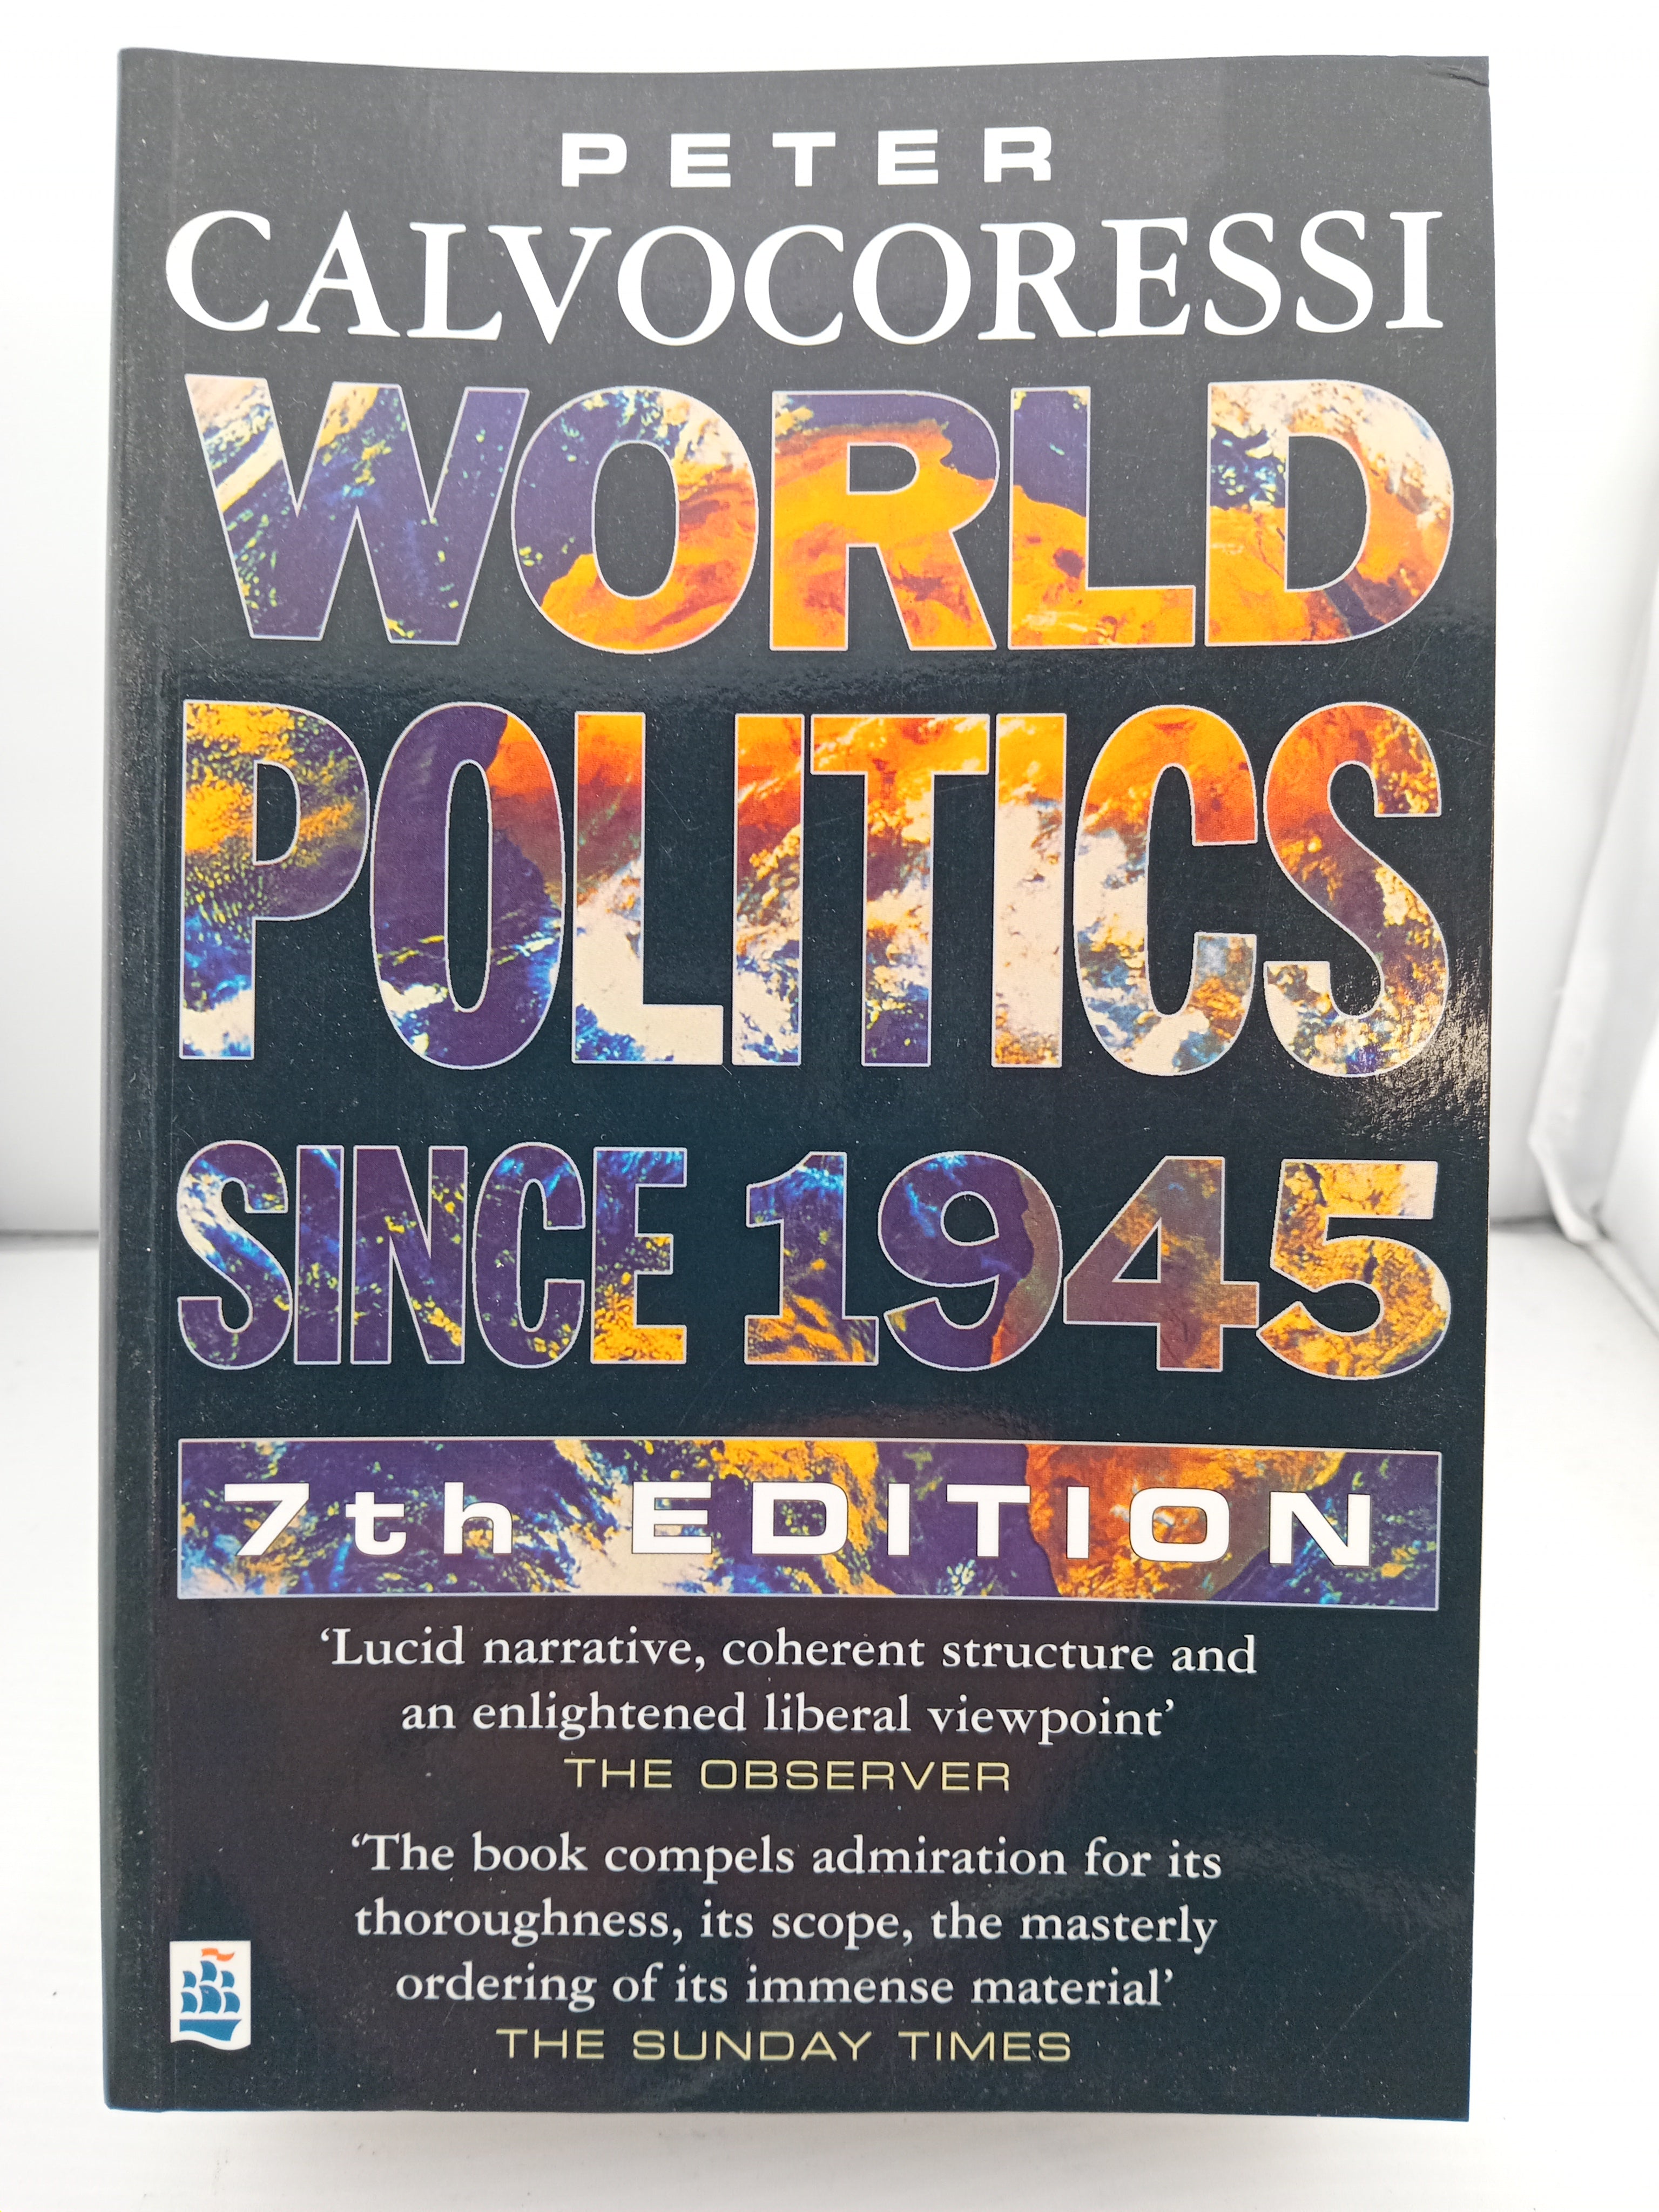 PETER
CALVOCORESSI
WORLD
POLITICS
SINCE 1945
7th EDITION
‘Lucid narrative, coherent structure and
an enlightened liberal viewpoint’
THE OBSERVER
‘The book compels admiration for its
thoroughness, its scope, the masterly
ordering of its immense material’
THE SUNDAY TIMES